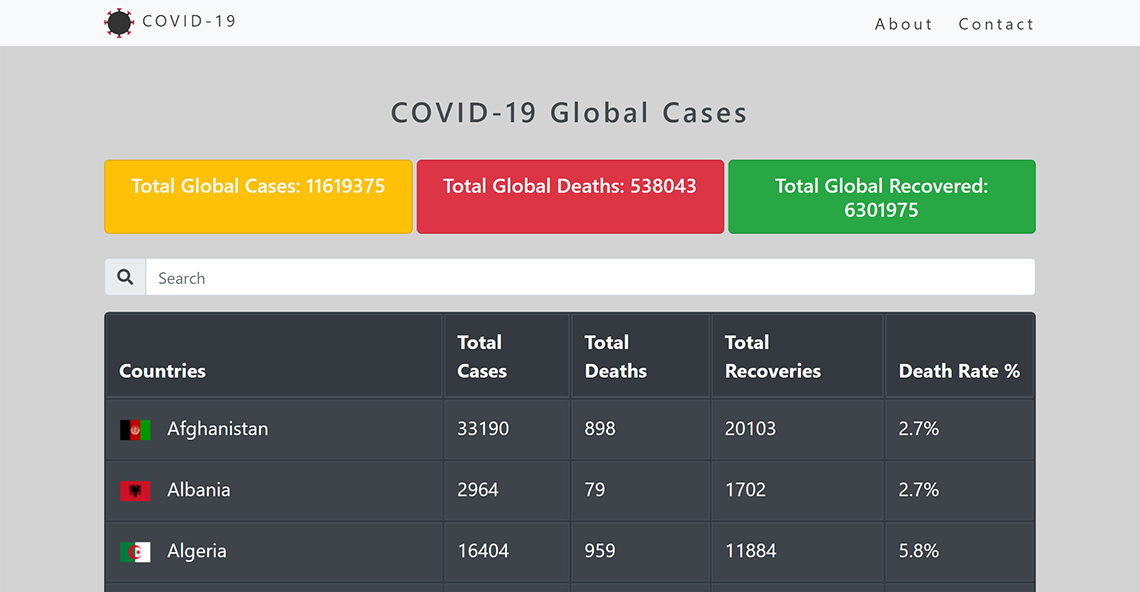 COVID-19
About Contact
COVID-19 Global Cases
Total Global Cases: 11619375
Total Global Deaths: 538043
Total Global Recovered:
6301975
Search
Countries
Total
Cases
Total
Deaths
Total
Recoveries
Death Rate %
Afghanistan 33190 898 20103 2.7%
Albania 2964 79 1702 2.7%
Algeria 16404 959 11884 5.8%